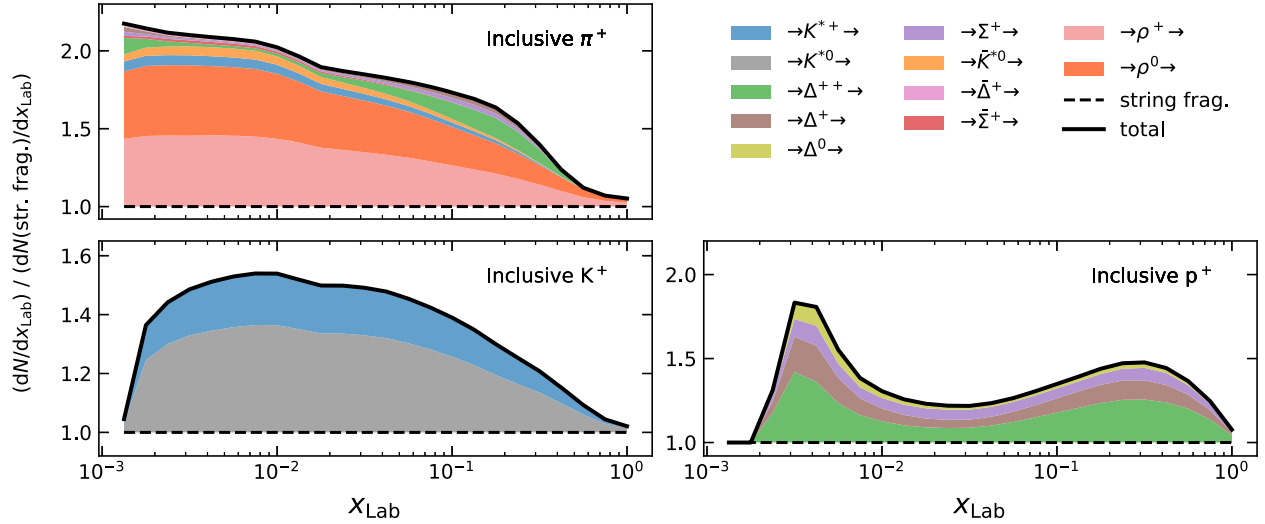 (dN/dx_Lab) / (dN(str. frag.)/dx_Lab)
Inclusive π⁺
2.0
1.5
1.0
→K*⁺→
→K*⁰→
→Δ⁺⁺→
→Δ⁺→
→Δ⁰→
→Σ⁺→
→K̄*⁰→
→Δ̄⁺→
→Σ̄⁺→
→ρ⁺→
→ρ⁰→
string frag.
total
Inclusive K⁺
1.6
1.4
1.2
1.0
10⁻³ 10⁻² 10⁻¹ 10⁰
x_Lab
Inclusive p⁺
2.0
1.5
1.0
10⁻³ 10⁻² 10⁻¹ 10⁰
x_Lab